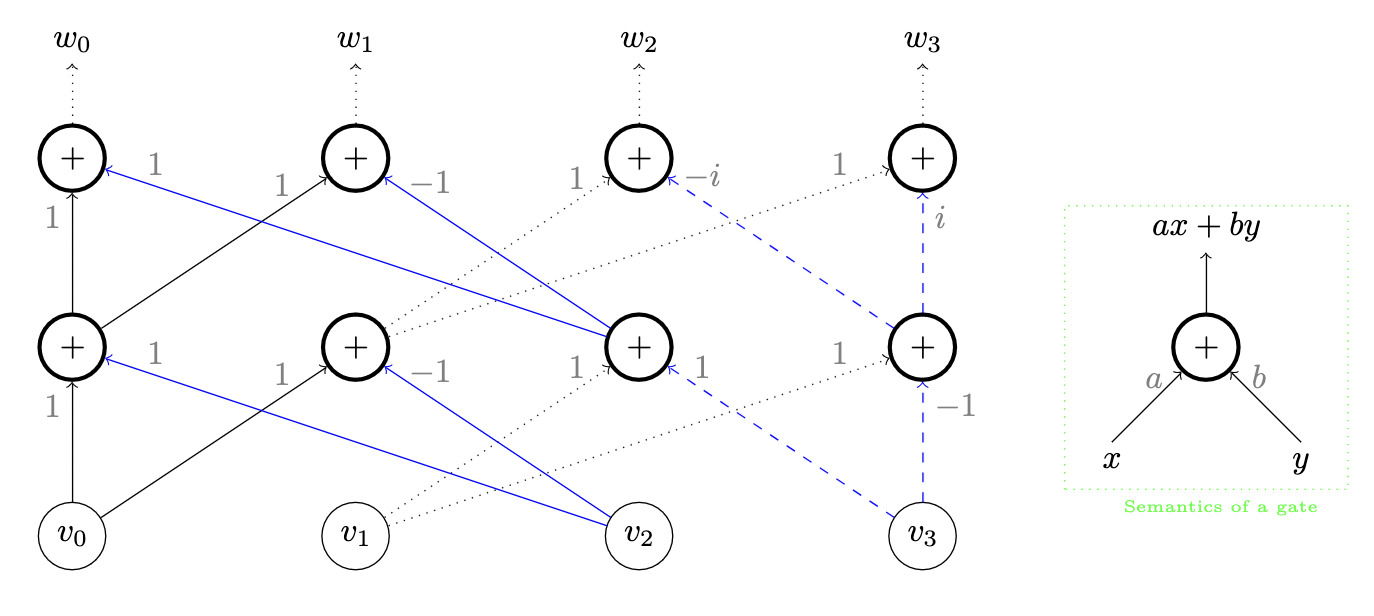 w₀ w₁ w₂ w₃
+ 1 + 1 −1 + 1 −i + 1
1 i
ax + by
+ 1 + 1 −1 + 1 1 + 1 +
1 −1 a b
x y
v₀ v₁ v₂ v₃
Semantics of a gate